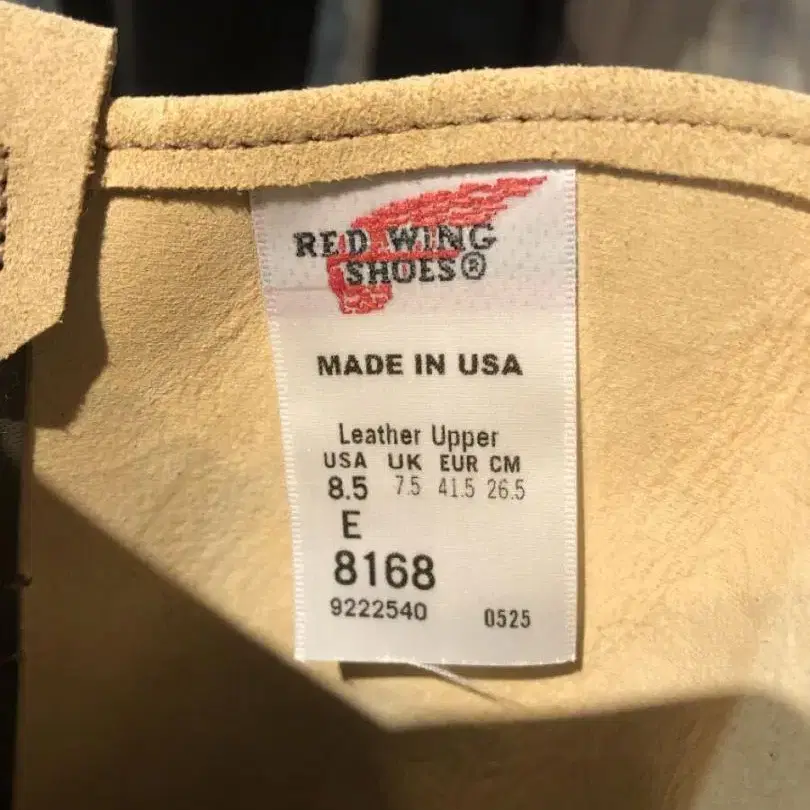 RED WING
SHOES®
MADE IN USA
Leather Upper
USA UK EUR CM
8.5 7.5 41.5 26.5
E
8168
9222540 0525